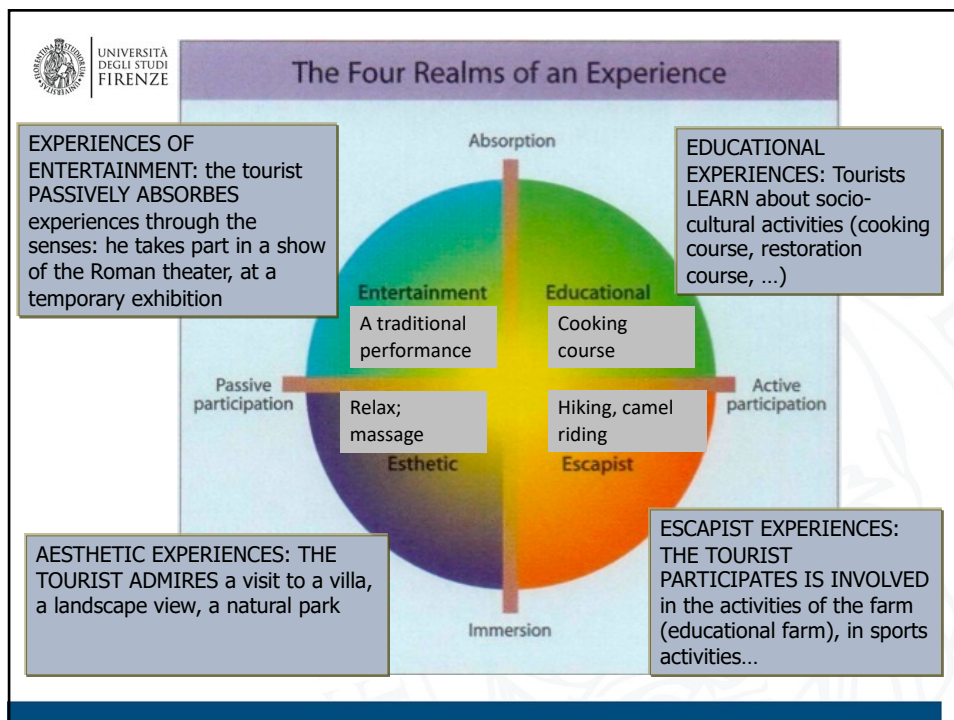 UNIVERSITÀ
DEGLI STUDI
FIRENZE
The Four Realms of an Experience
EXPERIENCES OF
ENTERTAINMENT: the tourist
PASSIVELY ABSORBES
experiences through the
senses: he takes part in a show
of the Roman theater, at a
temporary exhibition
Absorption
EDUCATIONAL
EXPERIENCES: Tourists
LEARN about socio-
cultural activities (cooking
course, restoration
course, …)
Entertainment
Educational
A traditional
performance
Cooking
course
Passive
participation
Active
participation
Relax;
massage
Hiking, camel
riding
Esthetic
Escapist
AESTHETIC EXPERIENCES: THE
TOURIST ADMIRES a visit to a villa,
a landscape view, a natural park
ESCAPIST EXPERIENCES:
THE TOURIST
PARTICIPATES IS INVOLVED
in the activities of the farm
(educational farm), in sports
activities…
Immersion